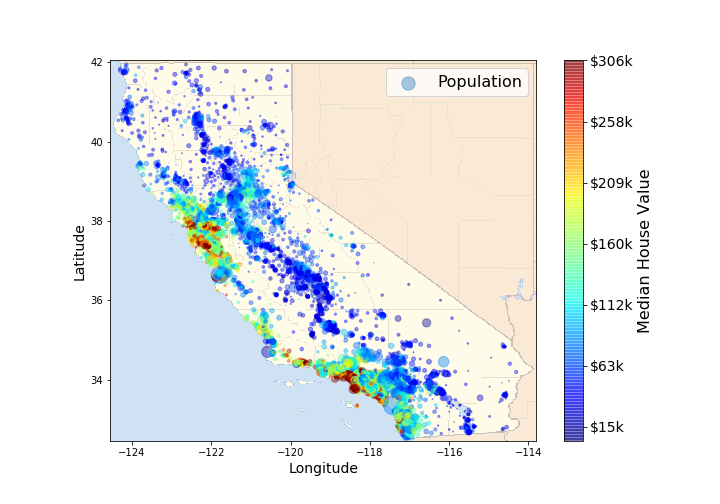 Population
42
40
38
36
34
Latitude
−124
−122
−120
−118
−116
−114
Longitude
$306k
$258k
$209k
$160k
$112k
$63k
$15k
Median House Value